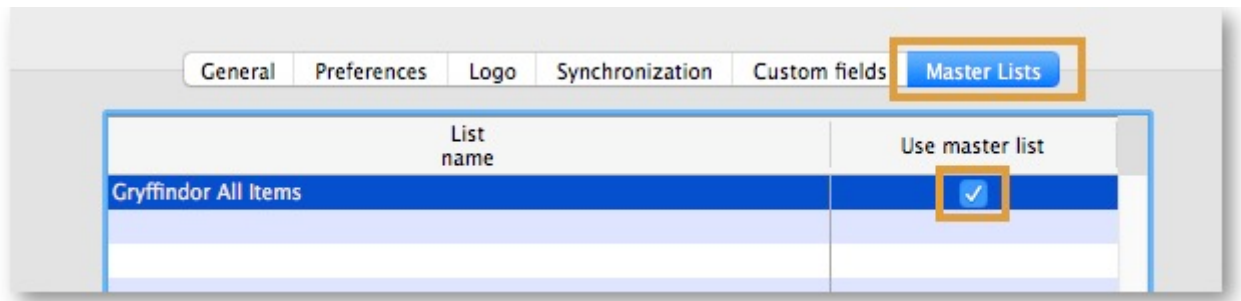 General Preferences Logo Synchronization Custom fields Master Lists
List name Use master list
Gryffindor All Items